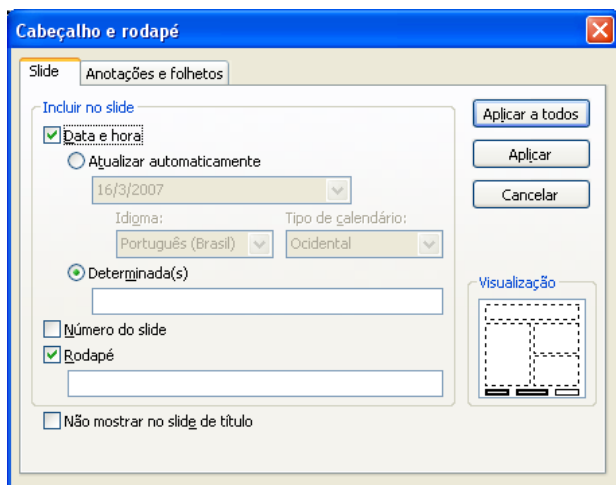 Cabeçalho e rodapé
Slide
Anotações e folhetos
Incluir no slide
Data e hora
Atualizar automaticamente
16/3/2007
Idioma:
Tipo de calendário:
Português (Brasil)
Ocidental
Determinada(s)
Número do slide
Rodapé
Não mostrar no slide de título
Aplicar a todos
Aplicar
Cancelar
Visualização